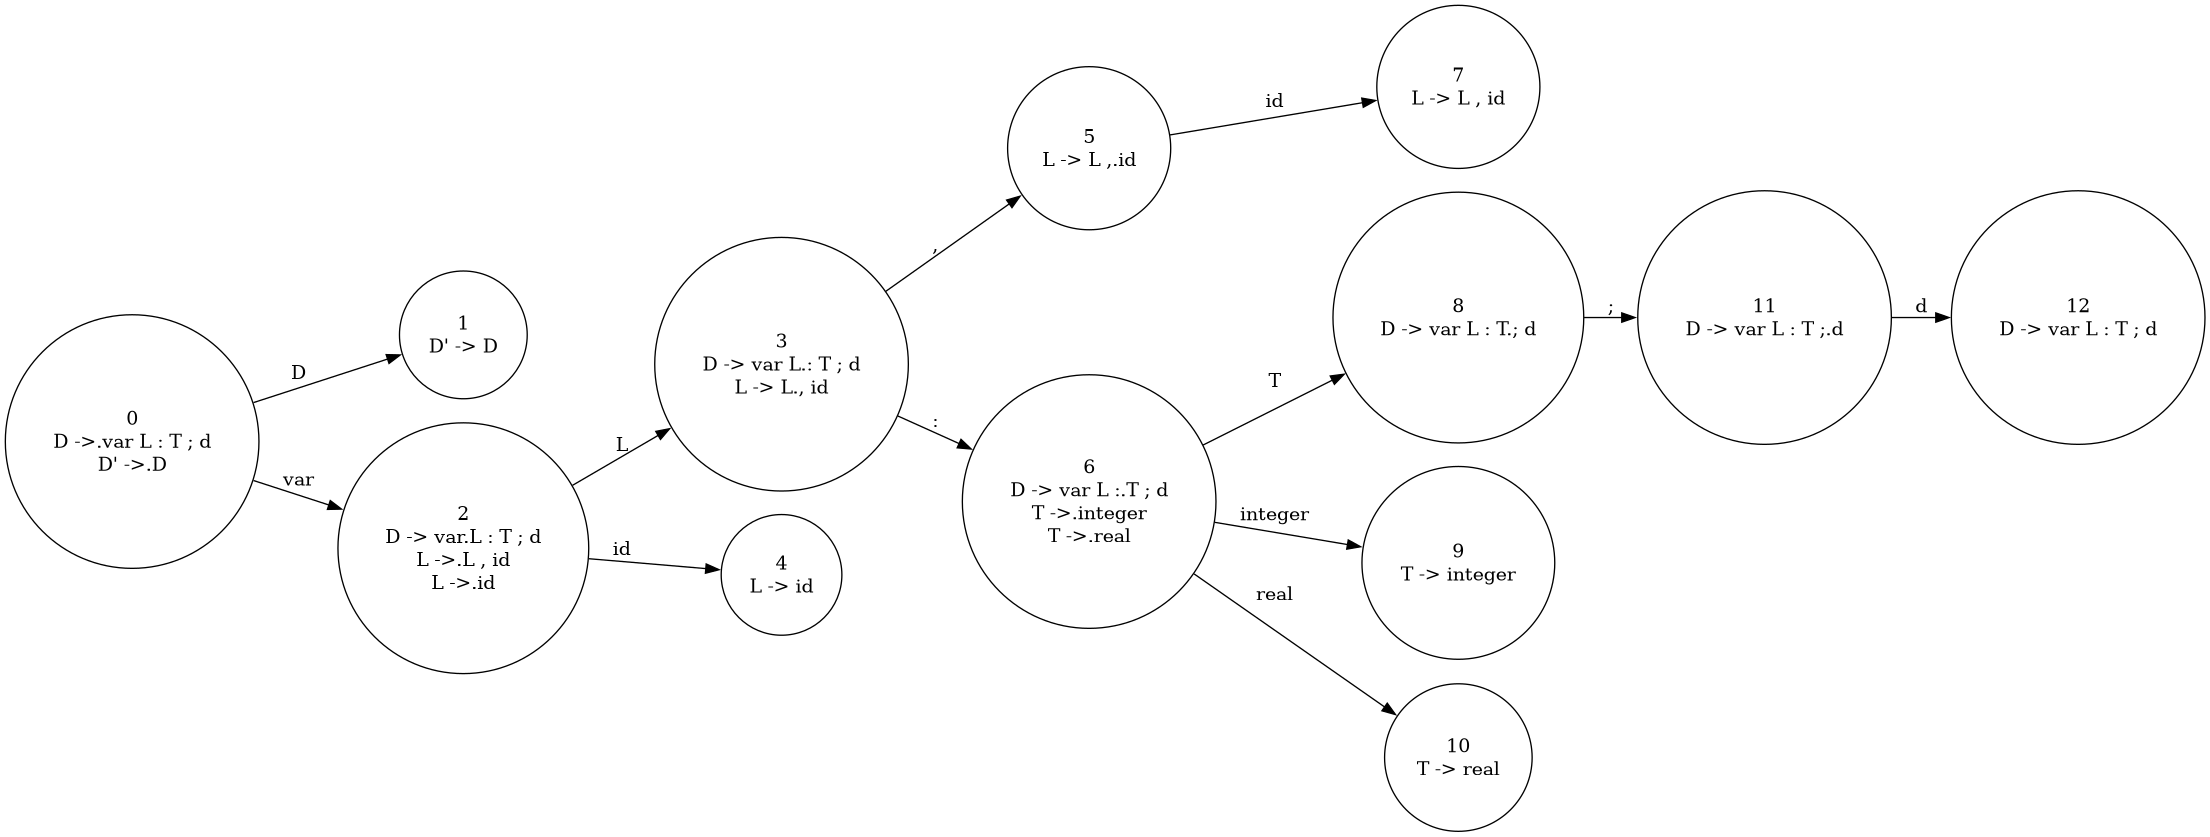 0
D ->.var L : T ; d
D' ->.D
D
var
1
D' -> D
2
D -> var.L : T ; d
L ->.L , id
L ->.id
L
id
3
D -> var L.: T ; d
L -> L., id
4
L -> id
,
:
5
L -> L ,.id
6
D -> var L :.T ; d
T ->.integer
T ->.real
id
T
integer
real
7
L -> L , id
8
D -> var L : T.; d
9
T -> integer
10
T -> real
;
11
D -> var L : T ;.d
d
12
D -> var L : T ; d